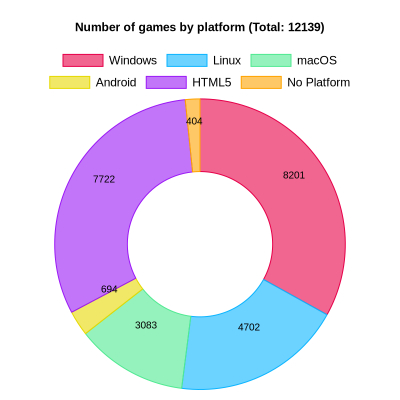 Number of games by platform (Total: 12139)
Windows Linux macOS
Android HTML5 No Platform
404
8201
7722
694
3083
4702